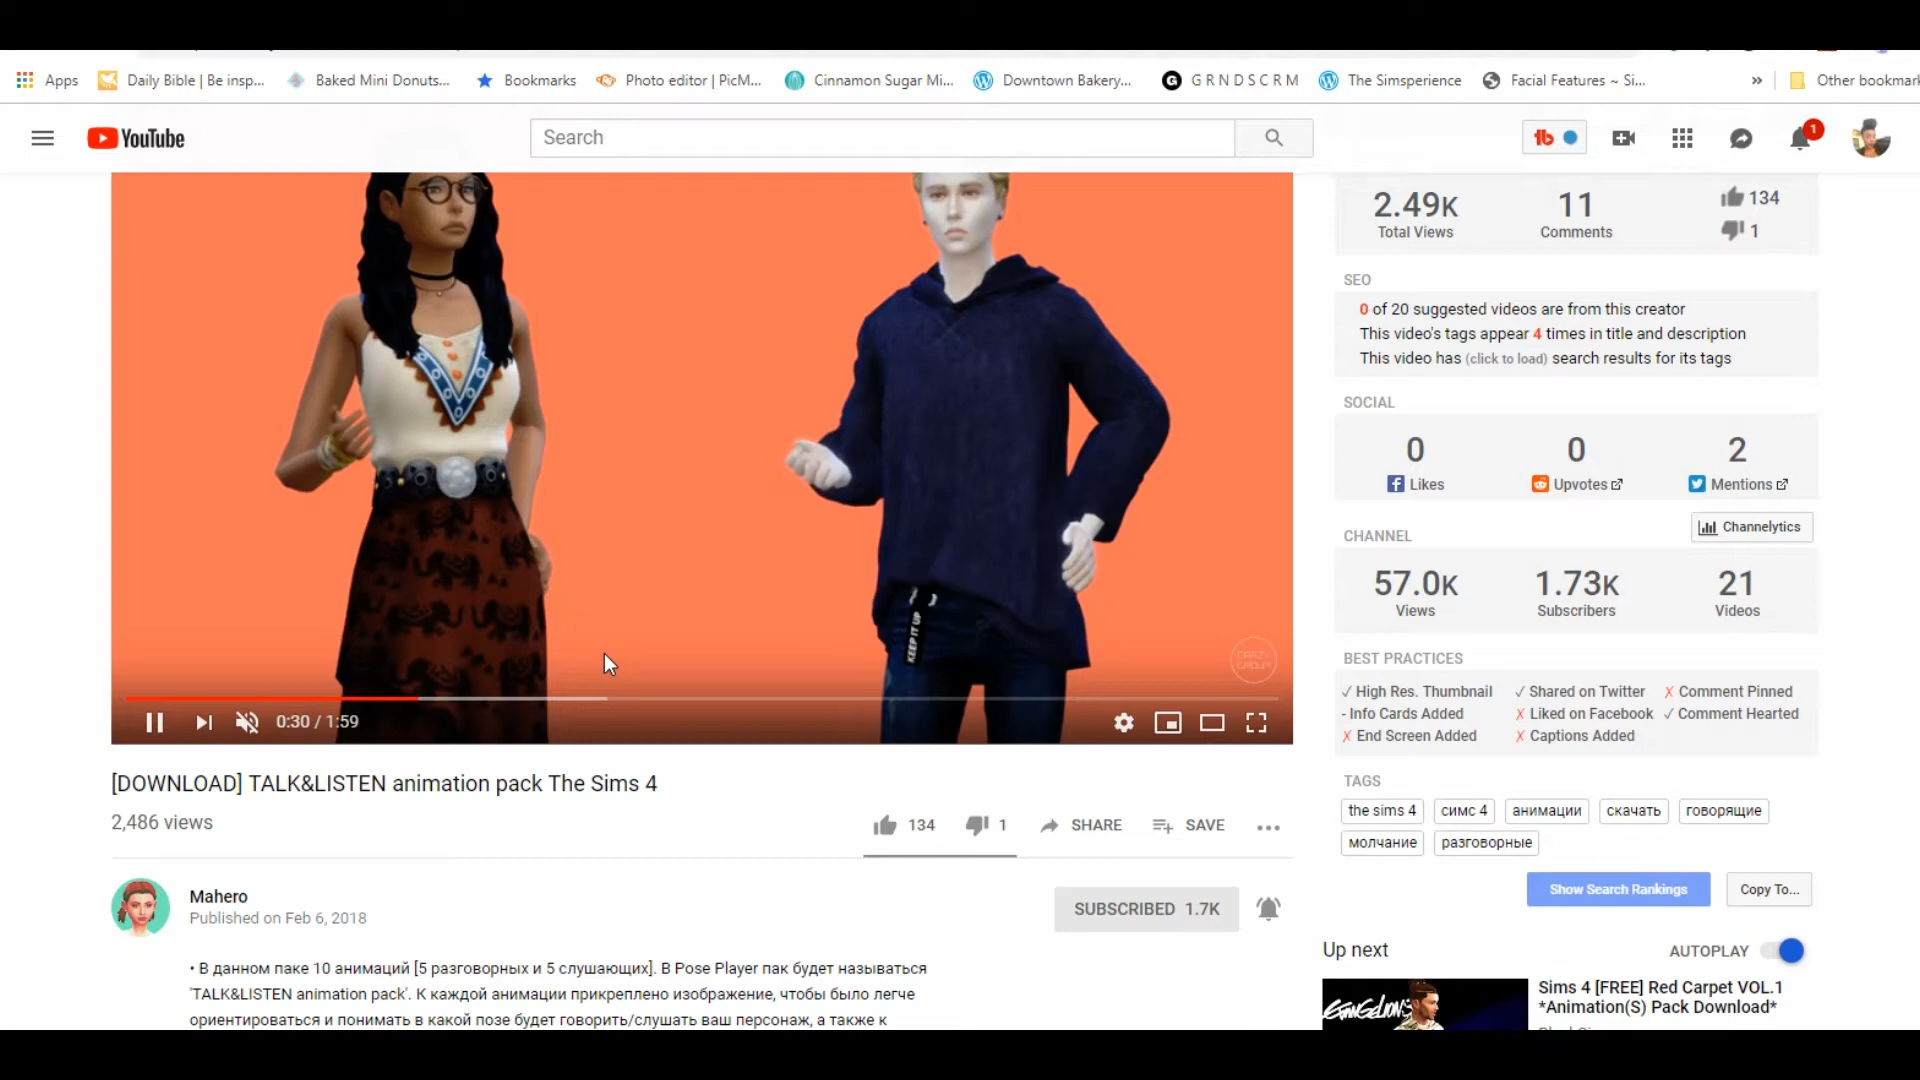 Apps
Daily Bible | Be insp...
Baked Mini Donuts...
Bookmarks
Photo editor | PicM...
Cinnamon Sugar Mi...
Downtown Bakery...
G R N D S C R M
The Simsperience
Facial Features ~ Si...
»
Other bookmark
YouTube
Search
1
KEEP IT UP
CRAZY GROUP
0:30 / 1:59
[DOWNLOAD] TALK&LISTEN animation pack The Sims 4
2,486 views
134
1
SHARE
SAVE
Mahero
Published on Feb 6, 2018
SUBSCRIBED 1.7K
• В данном паке 10 анимаций [5 разговорных и 5 слушающих]. В Pose Player пак будет называться
'TALK&LISTEN animation pack'. К каждой анимации прикреплено изображение, чтобы было легче
ориентироваться и понимать в какой позе будет говорить/слушать ваш персонаж, а также к
2.49K
Total Views
11
Comments
134
1
SEO
0 of 20 suggested videos are from this creator
This video's tags appear 4 times in title and description
This video has (click to load) search results for its tags
SOCIAL
0
Likes
0
Upvotes
2
Mentions
CHANNEL
Channelytics
57.0K
Views
1.73K
Subscribers
21
Videos
BEST PRACTICES
✓ High Res. Thumbnail
✓ Shared on Twitter
✗ Comment Pinned
- Info Cards Added
✗ Liked on Facebook
✓ Comment Hearted
✗ End Screen Added
✗ Captions Added
TAGS
the sims 4
симс 4
анимации
скачать
говорящие
молчание
разговорные
Show Search Rankings
Copy To...
Up next
AUTOPLAY
Sims 4 [FREE] Red Carpet VOL.1
*Animation(S) Pack Download*